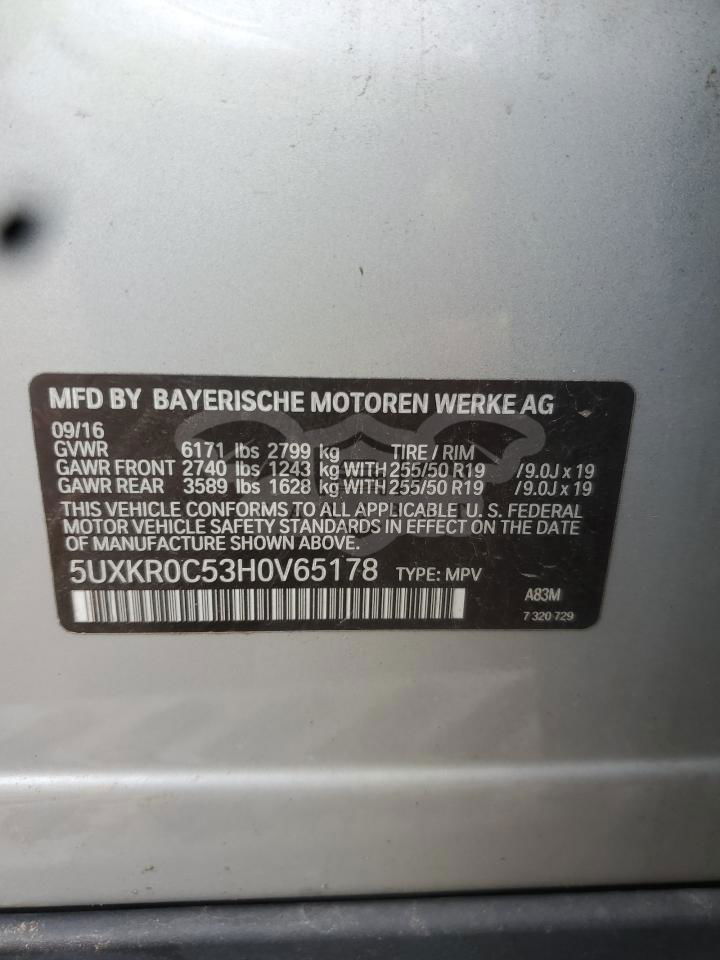 MFD BY BAYERISCHE MOTOREN WERKE AG
09/16
GVWR 6171 lbs 2799 kg TIRE / RIM
GAWR FRONT 2740 lbs 1243 kg WITH 255/50 R19 /9.0J x 19
GAWR REAR 3589 lbs 1628 kg WITH 255/50 R19 /9.0J x 19
THIS VEHICLE CONFORMS TO ALL APPLICABLE U. S. FEDERAL
MOTOR VEHICLE SAFETY STANDARDS IN EFFECT ON THE DATE
OF MANUFACTURE SHOWN ABOVE.
5UXKR0C53H0V65178 TYPE: MPV
A83M
7 320 729